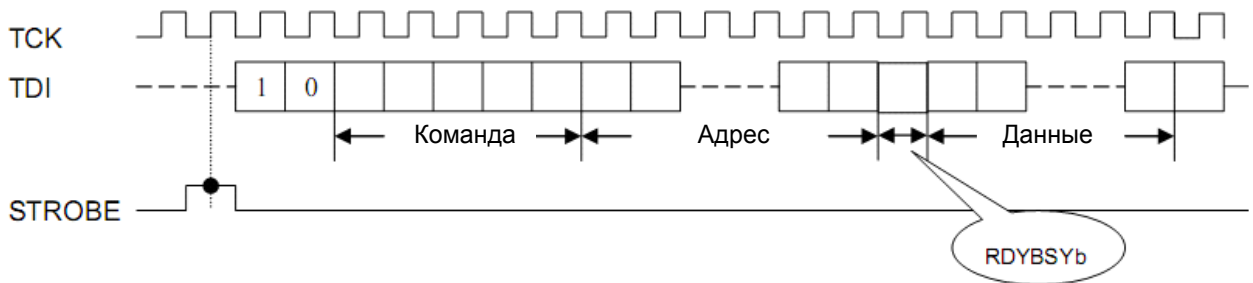 TCK
TDI
1 0
Команда Адрес Данные
STROBE
RDYBSYb